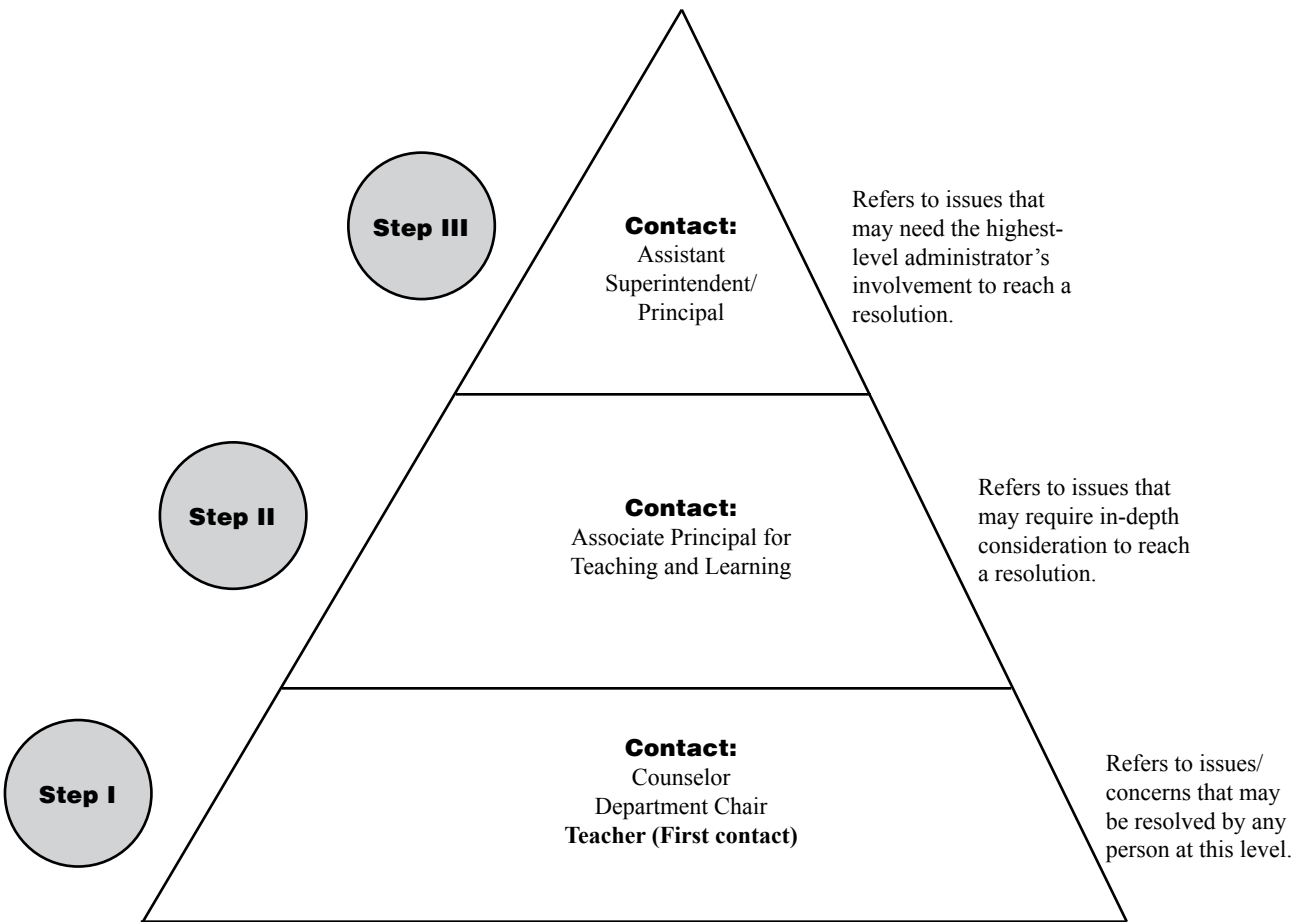 Step III
Contact:
Assistant
Superintendent/
Principal
Refers to issues that
may need the highest-
level administrator’s
involvement to reach a
resolution.
Step II
Contact:
Associate Principal for
Teaching and Learning
Refers to issues that
may require in-depth
consideration to reach
a resolution.
Step I
Contact:
Counselor
Department Chair
Teacher (First contact)
Refers to issues/
concerns that may
be resolved by any
person at this level.